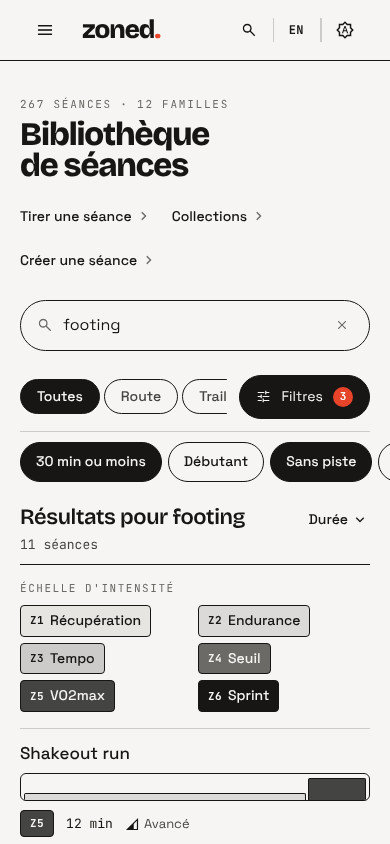 zoned.
EN
A
267 SÉANCES · 12 FAMILLES
Bibliothèque
de séances
Tirer une séance
Collections
Créer une séance
footing
Toutes
Route
Trail
Filtres
3
30 min ou moins
Débutant
Sans piste
Résultats pour footing
Durée
11 séances
ÉCHELLE D'INTENSITÉ
Z1 Récupération
Z2 Endurance
Z3 Tempo
Z4 Seuil
Z5 VO2max
Z6 Sprint
Shakeout run
Z5
12 min
Avancé